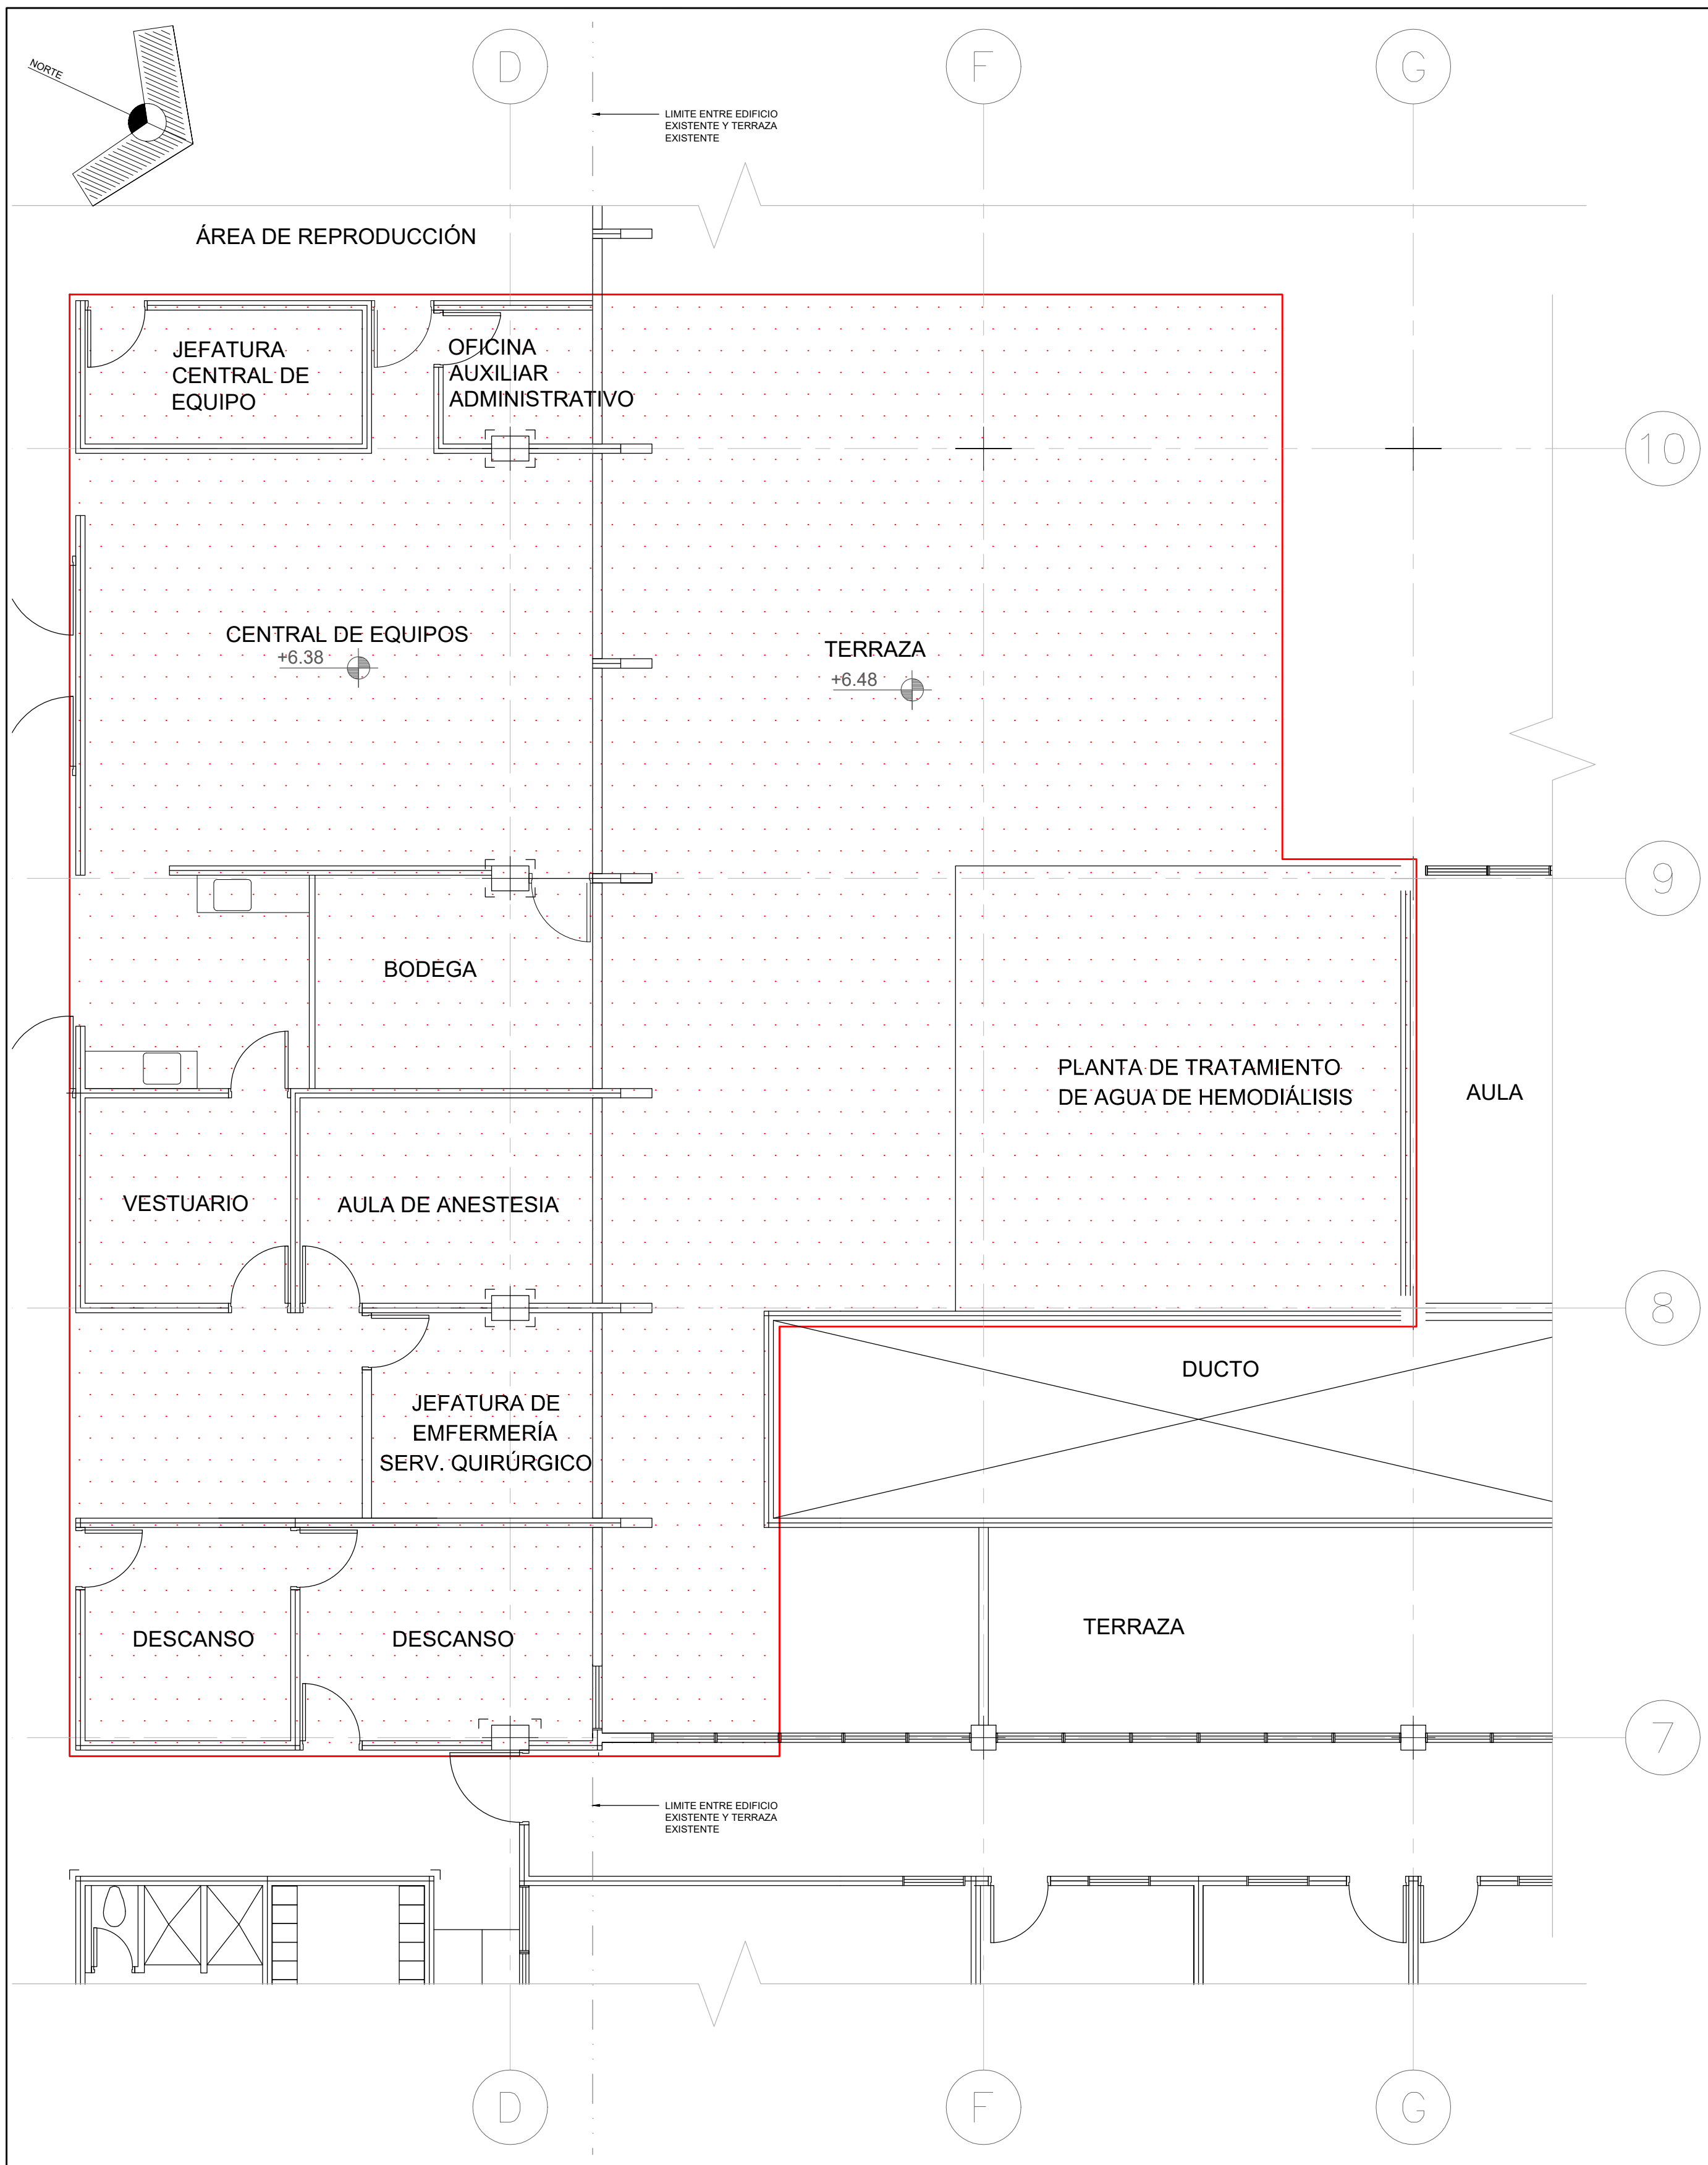 NORTE
D
F
G
LIMITE ENTRE EDIFICIO
EXISTENTE Y TERRAZA
EXISTENTE
ÁREA DE REPRODUCCIÓN
JEFATURA
CENTRAL DE
EQUIPO
OFICINA
AUXILIAR
ADMINISTRATIVO
10
CENTRAL DE EQUIPOS
+6.38
TERRAZA
+6.48
9
BODEGA
PLANTA DE TRATAMIENTO
DE AGUA DE HEMODIÁLISIS
AULA
VESTUARIO
AULA DE ANESTESIA
8
DUCTO
JEFATURA DE
EMFERMERÍA
SERV. QUIRÚRGICO
DESCANSO
DESCANSO
TERRAZA
7
LIMITE ENTRE EDIFICIO
EXISTENTE Y TERRAZA
EXISTENTE
D
F
G